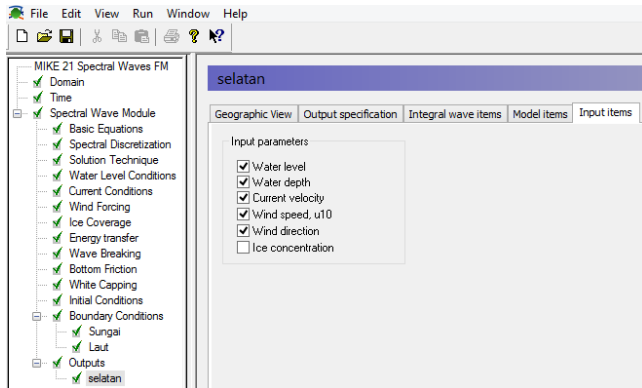 File Edit View Run Window Help
MIKE 21 Spectral Waves FM
Domain
Time
Spectral Wave Module
Basic Equations
Spectral Discretization
Solution Technique
Water Level Conditions
Current Conditions
Wind Forcing
Ice Coverage
Energy transfer
Wave Breaking
Bottom Friction
White Capping
Initial Conditions
Boundary Conditions
Sungai
Laut
Outputs
selatan
selatan
Geographic View Output specification Integral wave items Model items Input items
Input parameters
Water level
Water depth
Current velocity
Wind speed, u10
Wind direction
Ice concentration